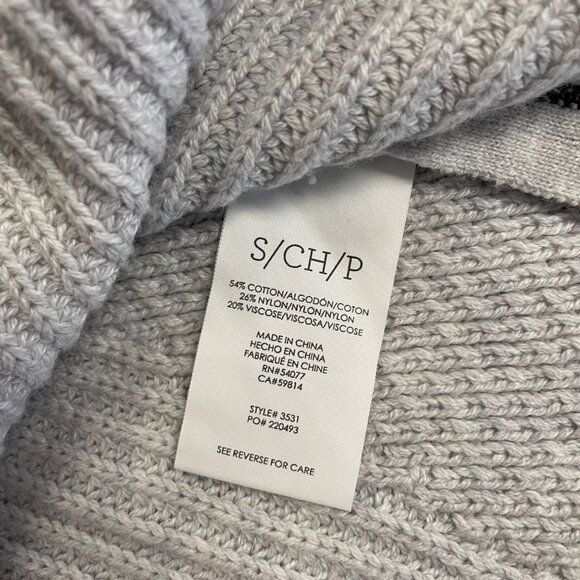 S/CH/P
54% COTTON/ALGODÓN/COTON
26% NYLON/NYLON/NYLON
20% VISCOSE/VISCOSA/VISCOSE
MADE IN CHINA
HECHO EN CHINA
FABRIQUÉ EN CHINE
RN#54077
CA#59814
STYLE# 3531
PO# 220493
SEE REVERSE FOR CARE